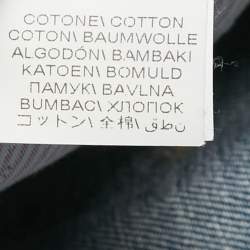 COTONE\ COTTON
COTON\ BAUMWOLLE
ALGODÓN\ BAMBAKI
KATOEN\ BOMULD
ПАМУК\ BAVLNA
BUMBAC\ ХЛОПОК
コットン\ 全棉\ قطن